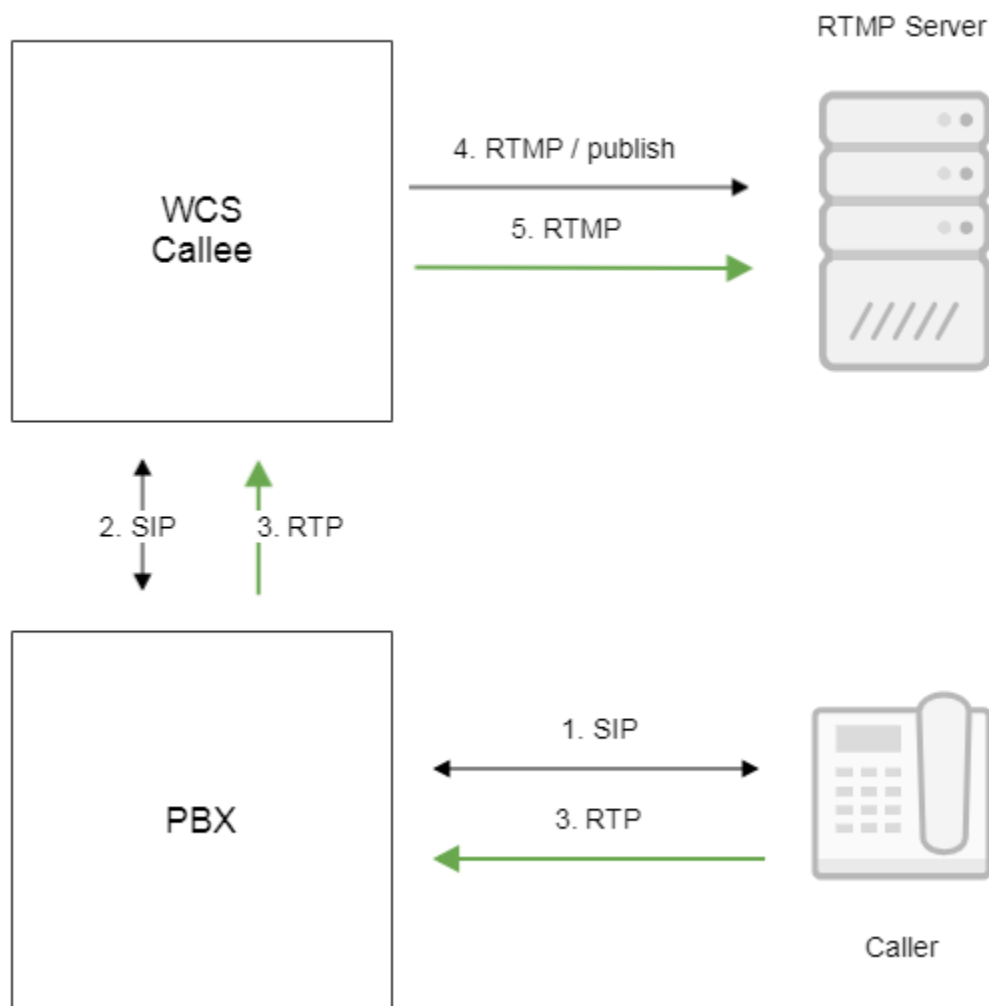 RTMP Server
4. RTMP / publish
WCS
Callee
5. RTMP
2. SIP
3. RTP
1. SIP
PBX
3. RTP
Caller